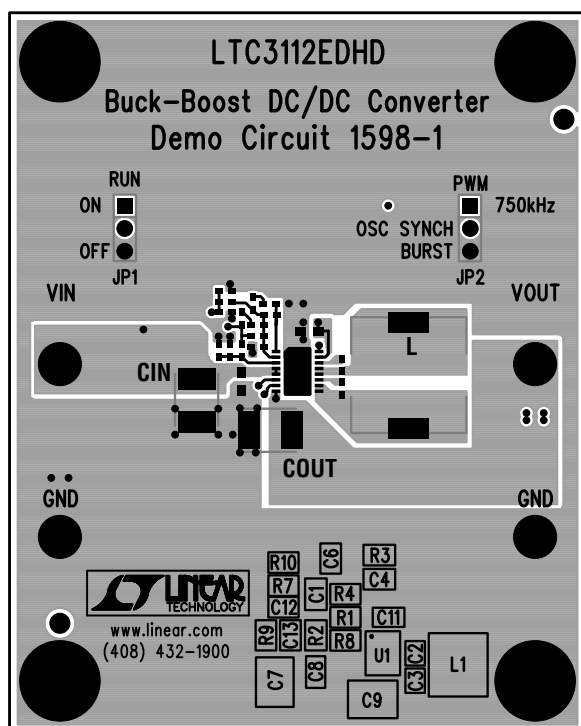 LTC3112EDHD
Buck-Boost DC/DC Converter
Demo Circuit 1598-1
RUN
ON
OFF
JP1
PWM
750kHz
OSC SYNCH
BURST
JP2
VIN
VOUT
L
CIN
COUT
GND
GND
LINEAR
TECHNOLOGY
www.linear.com
(408) 432-1900
R10
C6
R3
R7
C1
R4
C4
C12
R1
C11
R9
C13
R2
R8
U1
C2
L1
C7
C8
C3
C9